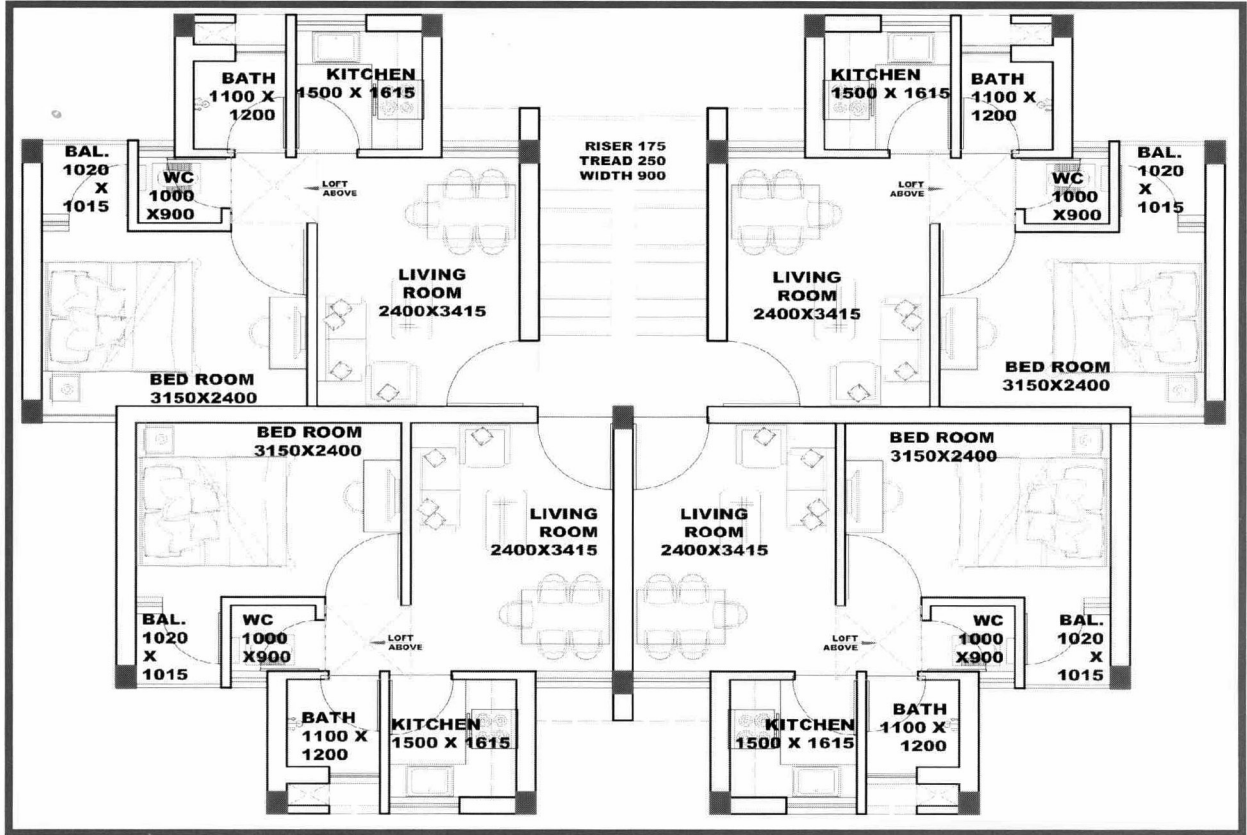 BATH
1100 X
1200
KITCHEN
1500 X 1615
KITCHEN
1500 X 1615
BATH
1100 X
1200
BAL.
1020
X
1015
WC
1000
X900
LOFT
ABOVE
RISER 175
TREAD 250
WIDTH 900
LOFT
ABOVE
WC
1000
X900
BAL.
1020
X
1015
LIVING
ROOM
2400X3415
LIVING
ROOM
2400X3415
BED ROOM
3150X2400
BED ROOM
3150X2400
BED ROOM
3150X2400
BED ROOM
3150X2400
LIVING
ROOM
2400X3415
LIVING
ROOM
2400X3415
BAL.
1020
X
1015
WC
1000
X900
LOFT
ABOVE
LOFT
ABOVE
WC
1000
X900
BAL.
1020
X
1015
BATH
1100 X
1200
KITCHEN
1500 X 1615
KITCHEN
1500 X 1615
BATH
1100 X
1200